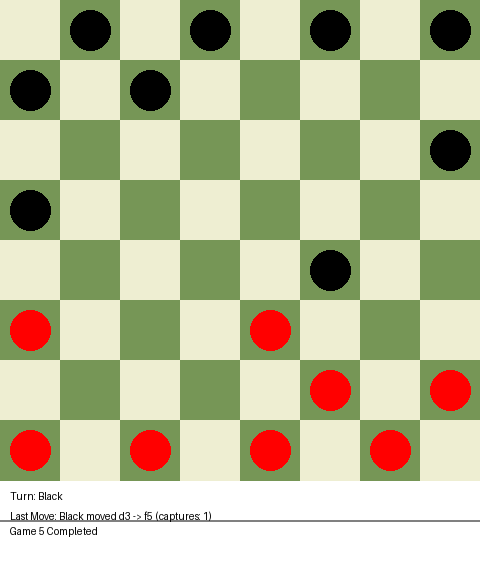 Turn: Black
Last Move: Black moved d3 -> f5 (captures: 1)
Game 5 Completed